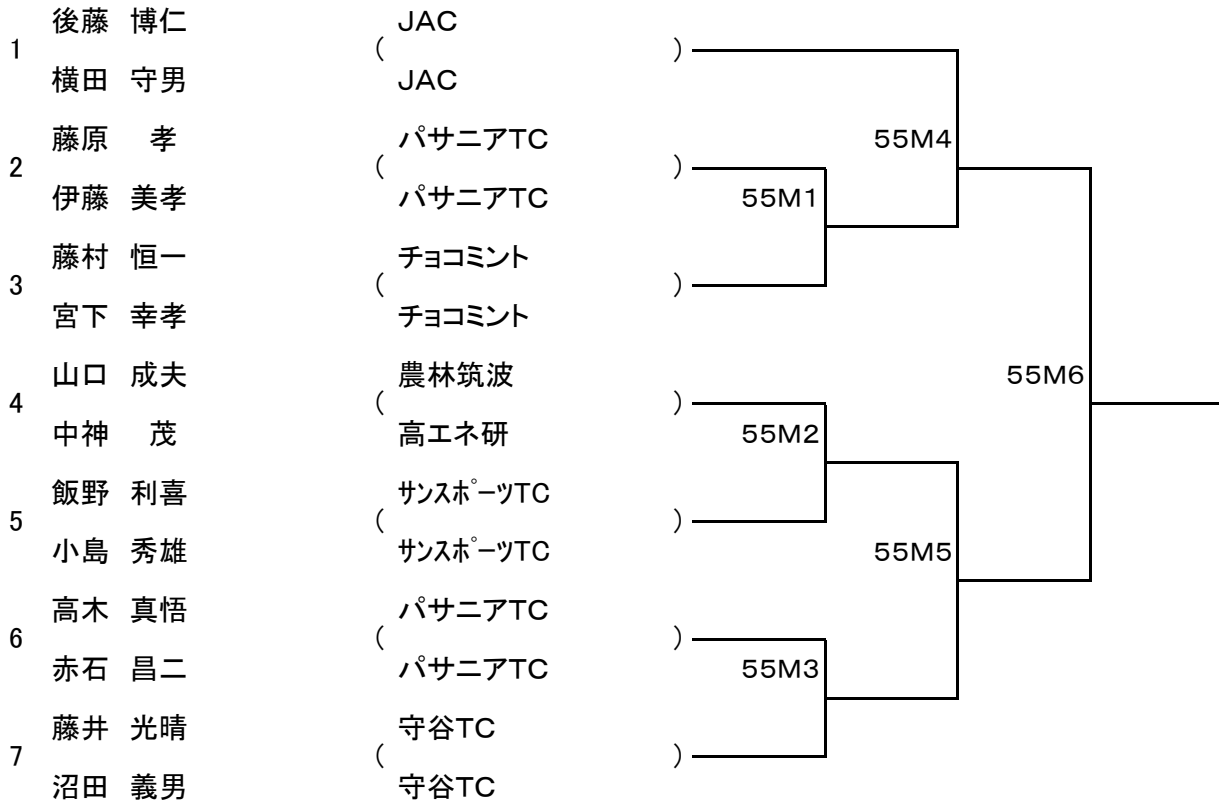 後藤 博仁 JAC
1 ( )
横田 守男 JAC
藤原 孝 パサニアTC 55M4
2 ( )
伊藤 美孝 パサニアTC 55M1
藤村 恒一 チョコミント
3 ( )
宮下 幸孝 チョコミント
山口 成夫 農林筑波 55M6
4 ( )
中神 茂 高エネ研 55M2
飯野 利喜 サンスポーツTC
5 ( )
小島 秀雄 サンスポーツTC 55M5
高木 真悟 パサニアTC
6 ( )
赤石 昌二 パサニアTC 55M3
藤井 光晴 守谷TC
7 ( )
沼田 義男 守谷TC